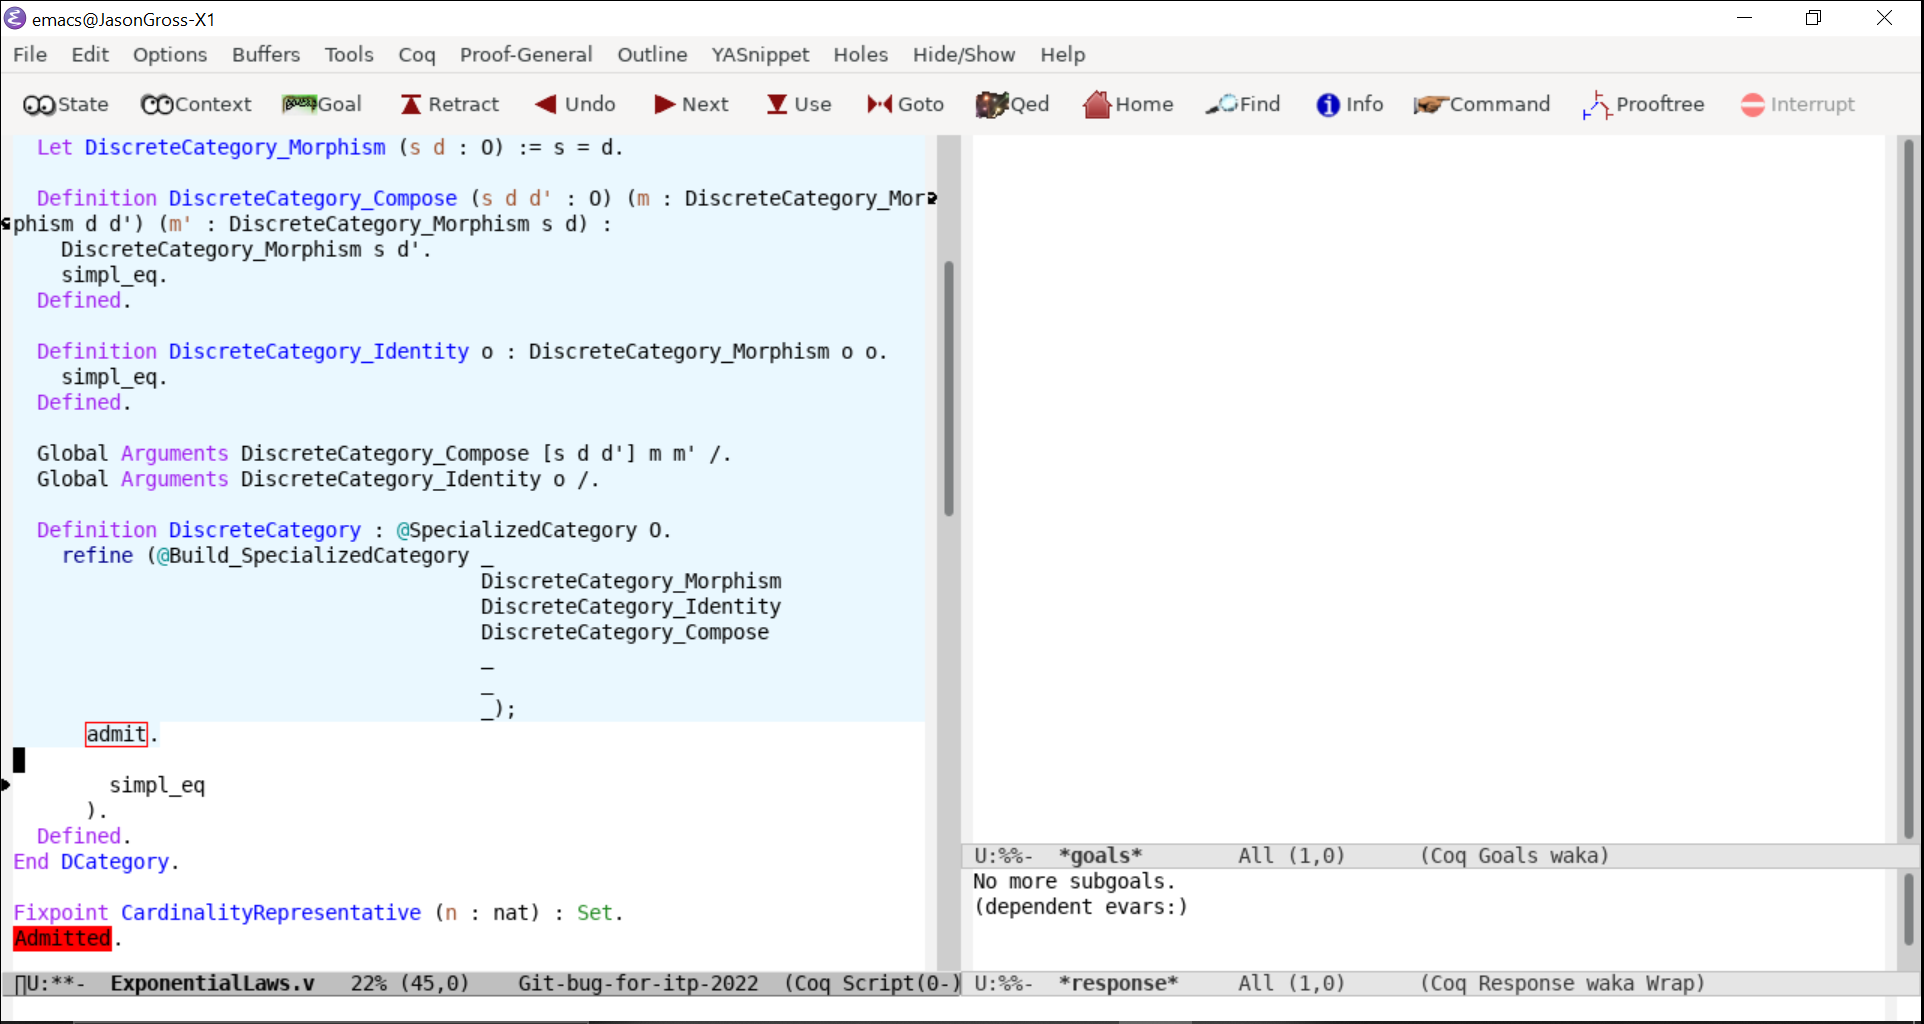 emacs@JasonGross-X1
File Edit Options Buffers Tools Coq Proof-General Outline YASnippet Holes Hide/Show Help
State Context Goal Retract Undo Next Use Goto Qed Home Find Info Command Prooftree Interrupt
Let DiscreteCategory_Morphism (s d : O) := s = d.
Definition DiscreteCategory_Compose (s d d' : O) (m : DiscreteCategory_Mor
phism d d') (m' : DiscreteCategory_Morphism s d) :
DiscreteCategory_Morphism s d'.
simpl_eq.
Defined.
Definition DiscreteCategory_Identity o : DiscreteCategory_Morphism o o.
simpl_eq.
Defined.
Global Arguments DiscreteCategory_Compose [s d d'] m m' /.
Global Arguments DiscreteCategory_Identity o /.
Definition DiscreteCategory : @SpecializedCategory O.
refine (@Build_SpecializedCategory _
DiscreteCategory_Morphism
DiscreteCategory_Identity
DiscreteCategory_Compose
_
_
_);
admit.
simpl_eq
).
Defined.
End DCategory.
Fixpoint CardinalityRepresentative (n : nat) : Set.
Admitted.
U:**- ExponentialLaws.v 22% (45,0) Git-bug-for-itp-2022 (Coq Script(0-)
U:%%- *goals* All (1,0) (Coq Goals waka)
No more subgoals.
(dependent evars:)
U:%%- *response* All (1,0) (Coq Response waka Wrap)